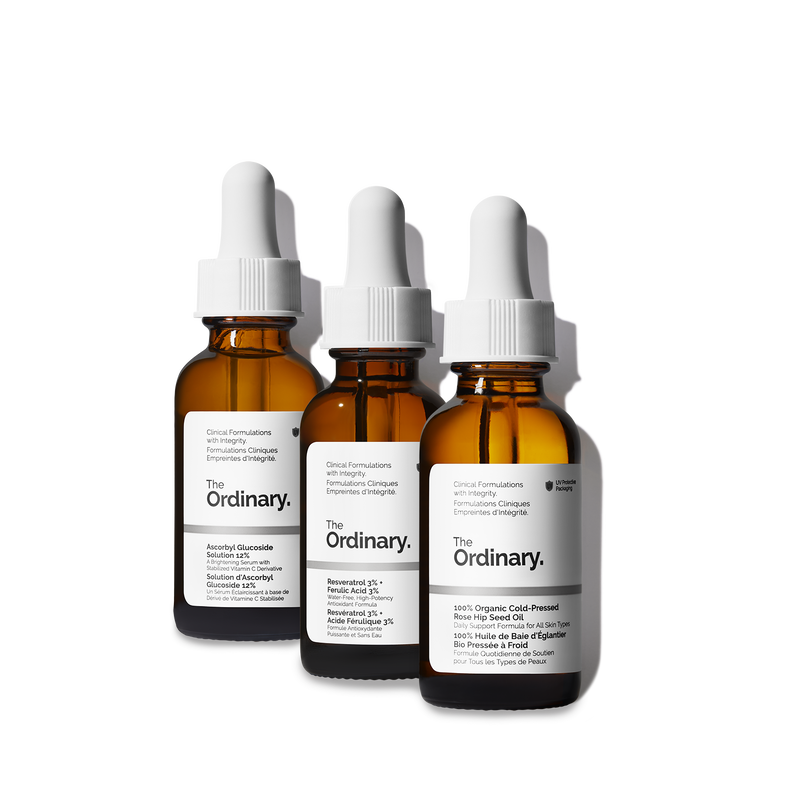 Clinical Formulations
with Integrity.
Formulations Cliniques
Empreintes d'Intégrité.
The
Ordinary.
Ascorbyl Glucoside
Solution 12%
A Brightening Serum with
Stabilized Vitamin C Derivative
Solution d'Ascorbyl
Glucoside 12%
Un Sérum Éclaircissant à base de
Dérivé de Vitamine C Stabilisée
Clinical Formulations
with Integrity.
Formulations Cliniques
Empreintes d'Intégrité.
The
Ordinary.
Resveratrol 3% +
Ferulic Acid 3%
Water-Free, High-Potency
Antioxidant Formula
Resvératrol 3% +
Acide Férulique 3%
Formule Antioxydante
Puissante et Sans Eau
Clinical Formulations
with Integrity.
Formulations Cliniques
Empreintes d'Intégrité.
UV Protective
Packaging
The
Ordinary.
100% Organic Cold-Pressed
Rose Hip Seed Oil
Daily Support Formula for All Skin Types
100% Huile de Baie d'Églantier
Bio Pressée à Froid
Formule Quotidienne de Soutien
pour Tous les Types de Peaux